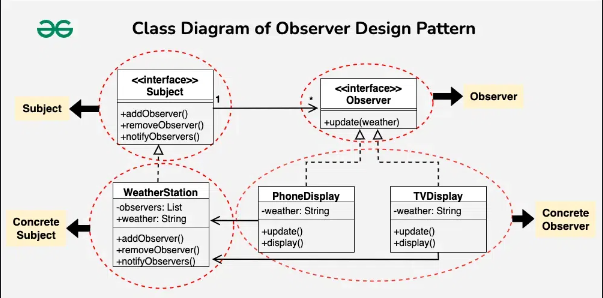 Class Diagram of Observer Design Pattern
<<interface>>
Subject
+addObserver()
+removeObserver()
+notifyObservers()
1
*
<<interface>>
Observer
+update(weather)
Subject
Observer
WeatherStation
-observers: List
+weather: String
+addObserver()
+removeObserver()
+notifyObservers()
PhoneDisplay
-weather: String
+update()
+display()
TVDisplay
-weather: String
+update()
+display()
Concrete
Subject
Concrete
Observer